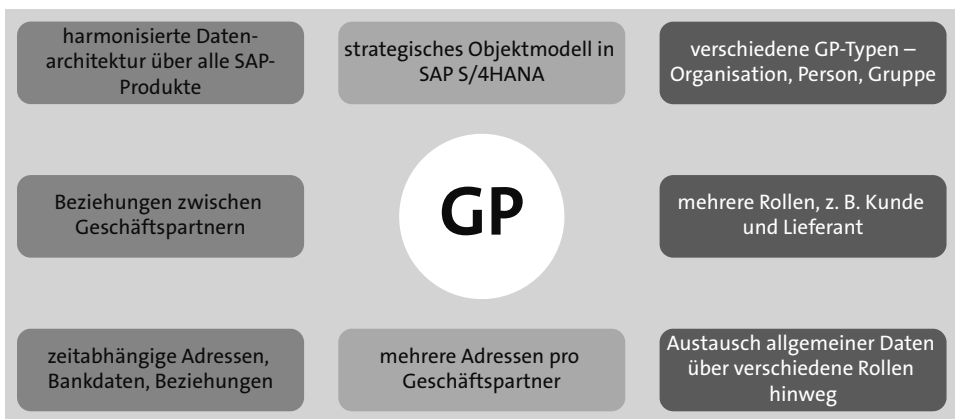 harmonisierte Daten-
architektur über alle SAP-
Produkte
strategisches Objektmodell in
SAP S/4HANA
verschiedene GP-Typen –
Organisation, Person, Gruppe
Beziehungen zwischen
Geschäftspartnern
GP
mehrere Rollen, z. B. Kunde
und Lieferant
zeitabhängige Adressen,
Bankdaten, Beziehungen
mehrere Adressen pro
Geschäftspartner
Austausch allgemeiner Daten
über verschiedene Rollen
hinweg